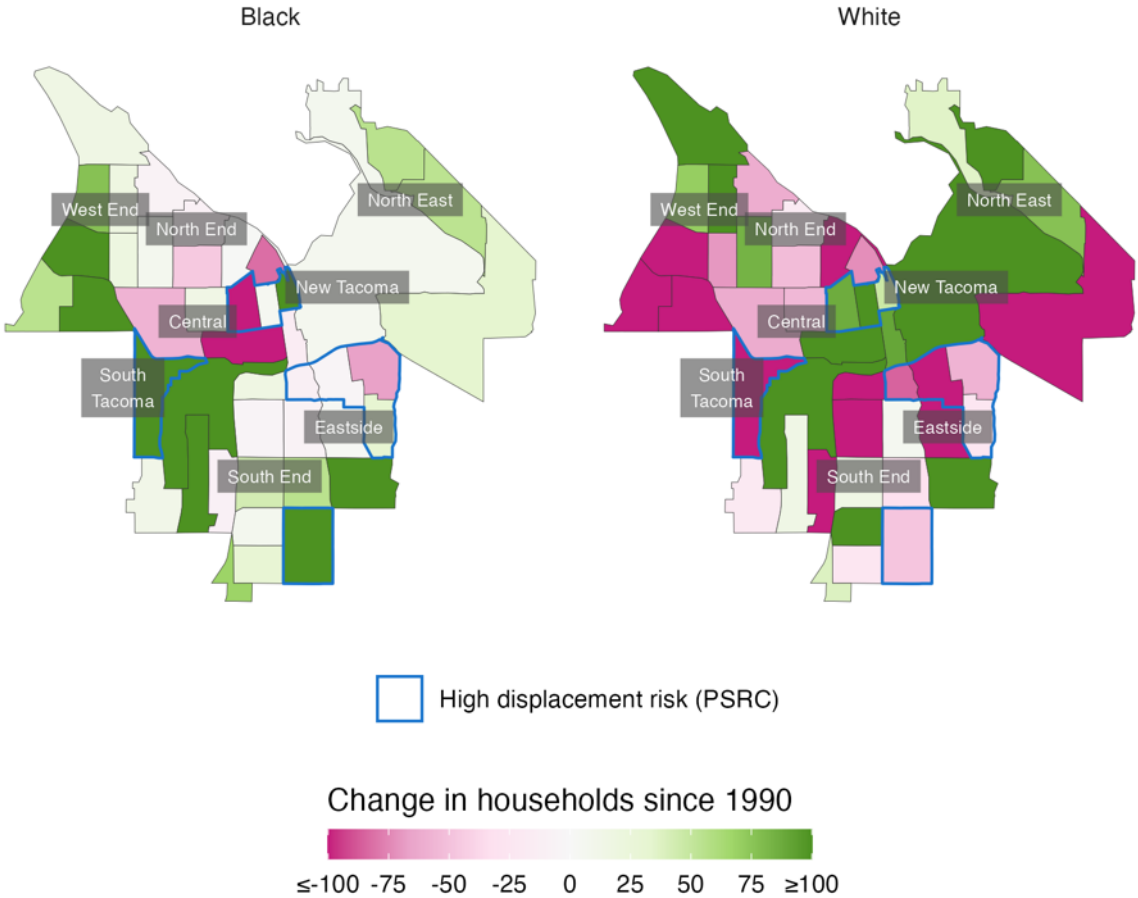 Black
White
West End
North End
North East
New Tacoma
Central
South
Tacoma
Eastside
South End
West End
North End
North East
New Tacoma
Central
South
Tacoma
Eastside
South End
High displacement risk (PSRC)
Change in households since 1990
≤-100 -75 -50 -25 0 25 50 75 ≥100